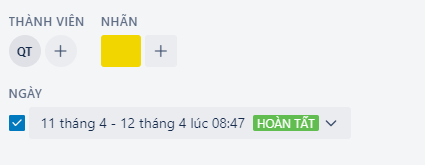 THÀNH VIÊN NHÃN
QT + +
NGÀY
11 tháng 4 - 12 tháng 4 lúc 08:47 HOÀN TẤT